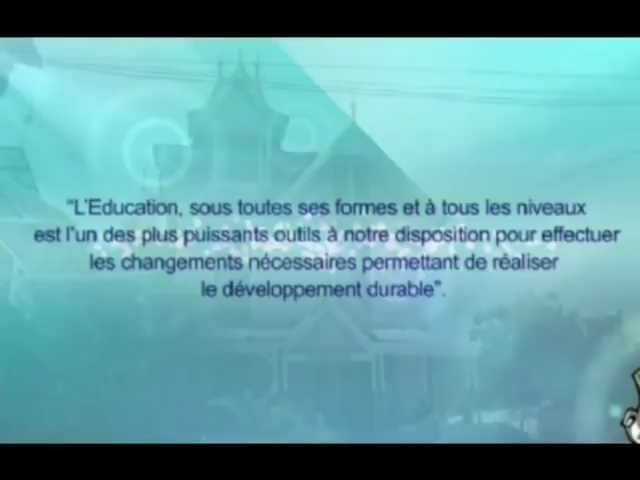 "L'Education, sous toutes ses formes et à tous les niveaux
est l'un des plus puissants outils à notre disposition pour effectuer
les changements nécessaires permettant de réaliser
le développement durable".